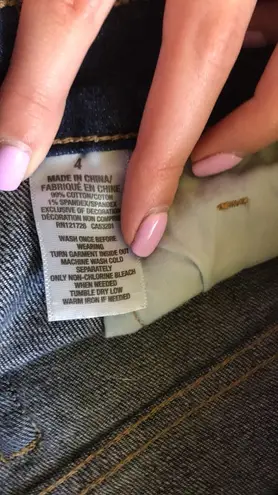 4
MADE IN CHINA/
FABRIQUÉ EN CHINE
99% COTTON/COTON
1% SPANDEX/SPANDEX
EXCLUSIVE OF DECORATION
DÉCORATION NON COMPRISE
RN121726 CA53201
WASH ONCE BEFORE
WEARING
TURN GARMENT INSIDE OUT
MACHINE WASH COLD
SEPARATELY
ONLY NON-CHLORINE BLEACH
WHEN NEEDED
TUMBLE DRY LOW
WARM IRON IF NEEDED